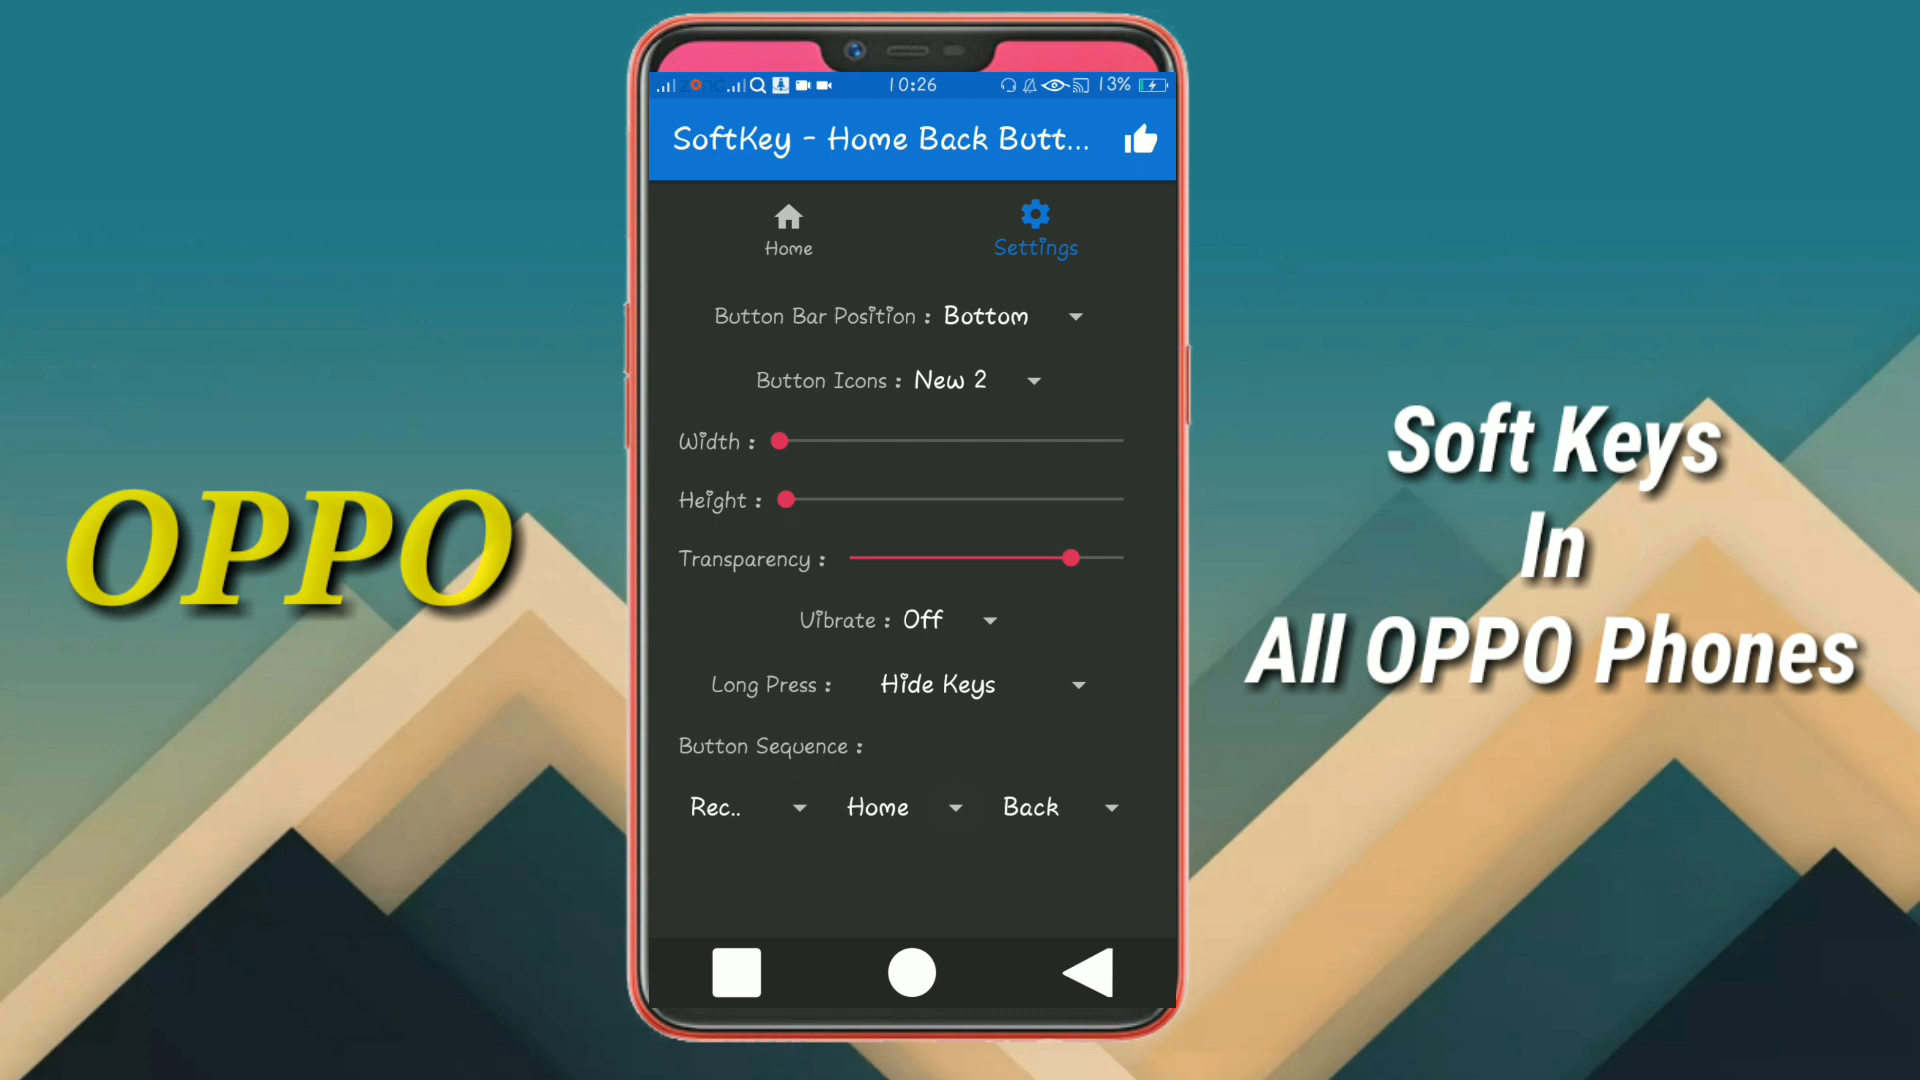 ZONG 10:26 13%
SoftKey - Home Back Butt...
Home Settings
Button Bar Position : Bottom
Button Icons : New 2
Width :
Height :
Transparency :
Vibrate : Off
Long Press : Hide Keys
Button Sequence :
Rec.. Home Back
OPPO
Soft Keys
In
All OPPO Phones